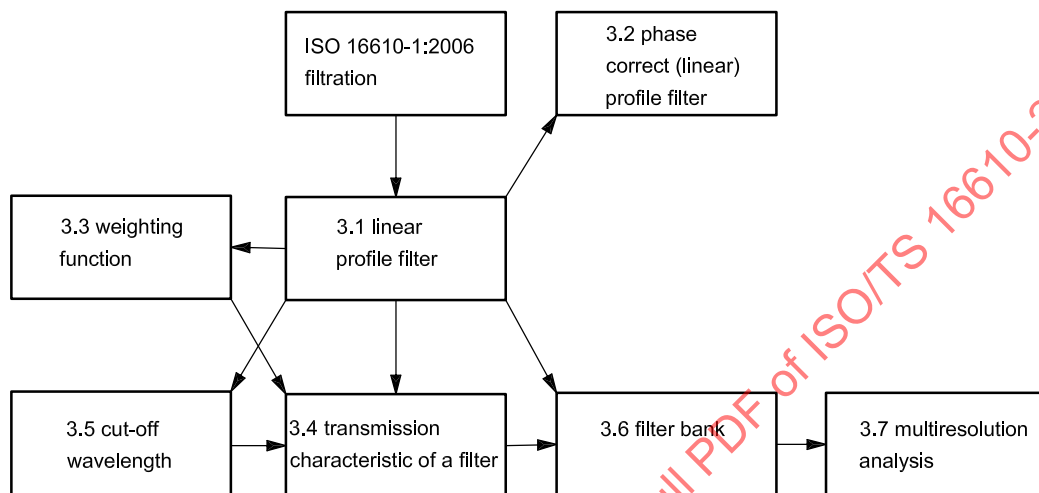 ISO 16610-1:2006
filtration
3.2 phase
correct (linear)
profile filter
3.3 weighting
function
3.1 linear
profile filter
3.5 cut-off
wavelength
3.4 transmission
characteristic of a filter
3.6 filter bank
3.7 multiresolution
analysis
PDF of ISO/TS 16610-